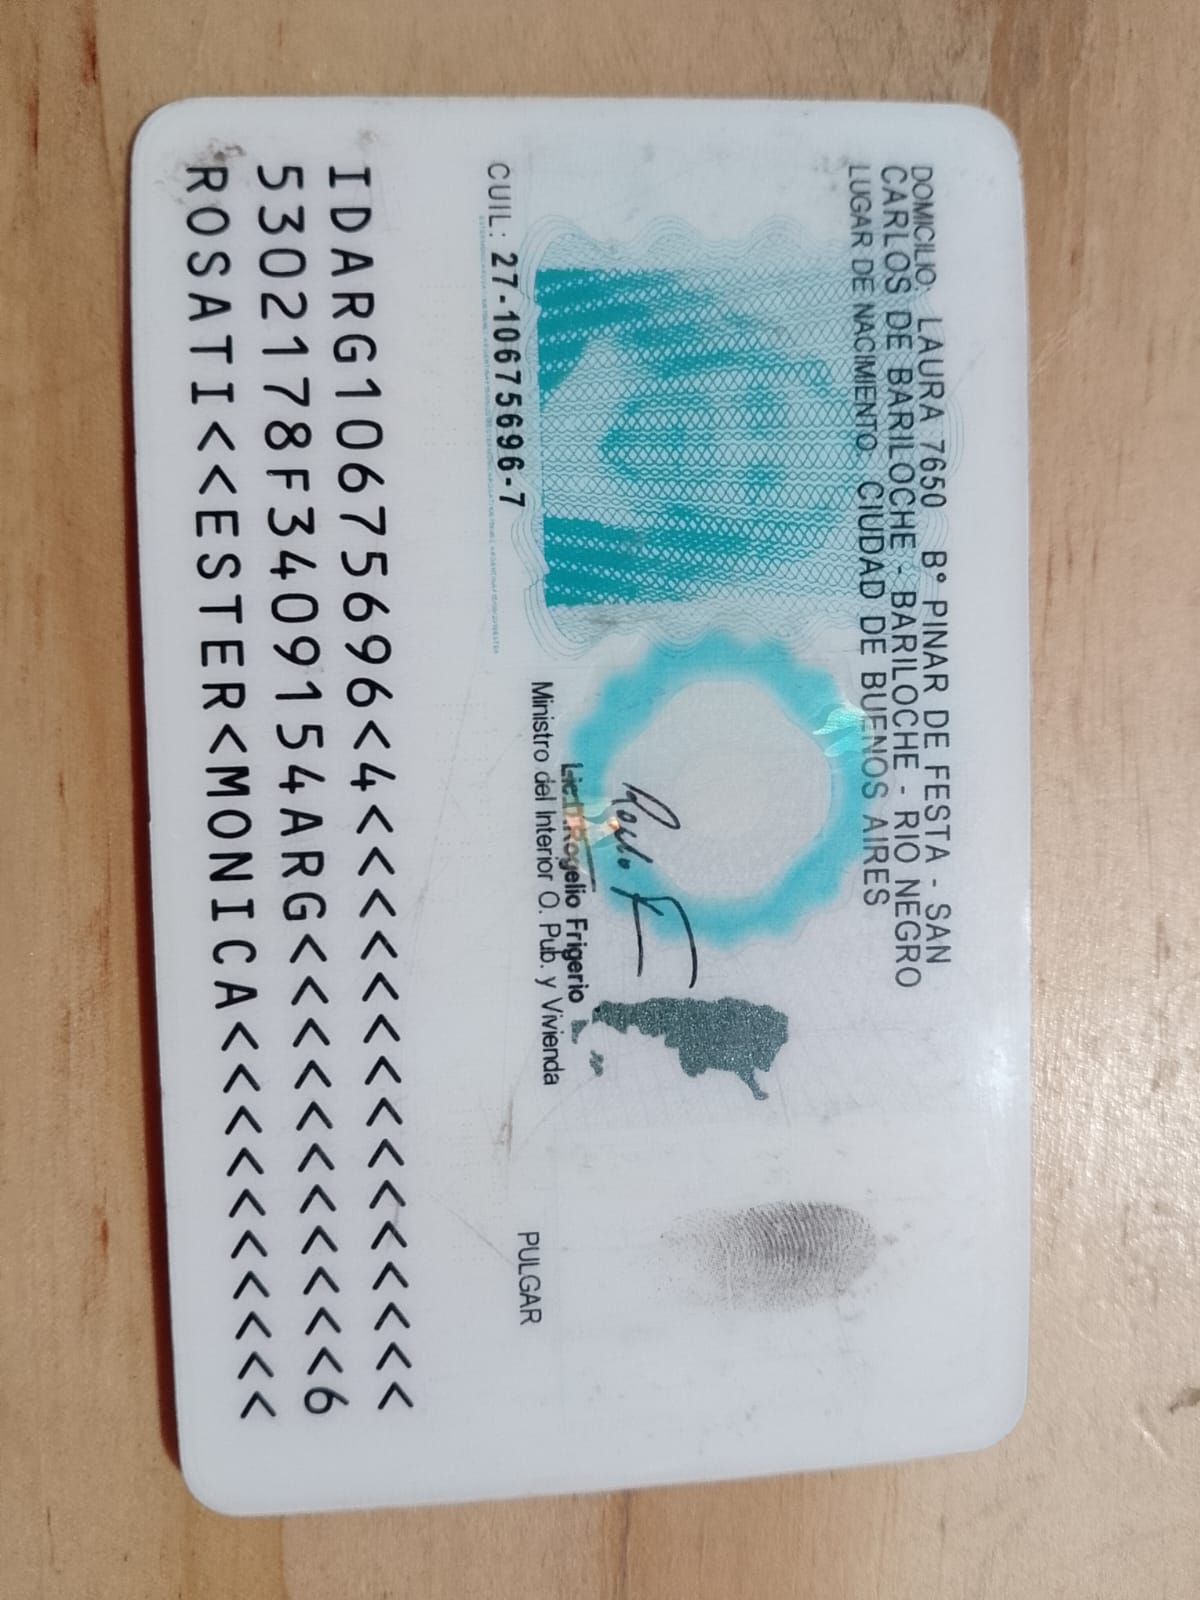 DOMICILIO: LAURA 7650 B° PINAR DE FESTA - SAN
CARLOS DE BARILOCHE - BARILOCHE - RIO NEGRO
LUGAR DE NACIMIENTO: CIUDAD DE BUENOS AIRES
CUIL: 27-10675696-7
Rogelio Frigerio
Ministro del Interior O. Pub. y Vivienda
PULGAR
IDARG10675696<4<<<<<<<<<<<<<<<
5302178F3409154ARG<<<<<<<<<<<6
ROSATI<<ESTER<MONICA<<<<<<<<<<